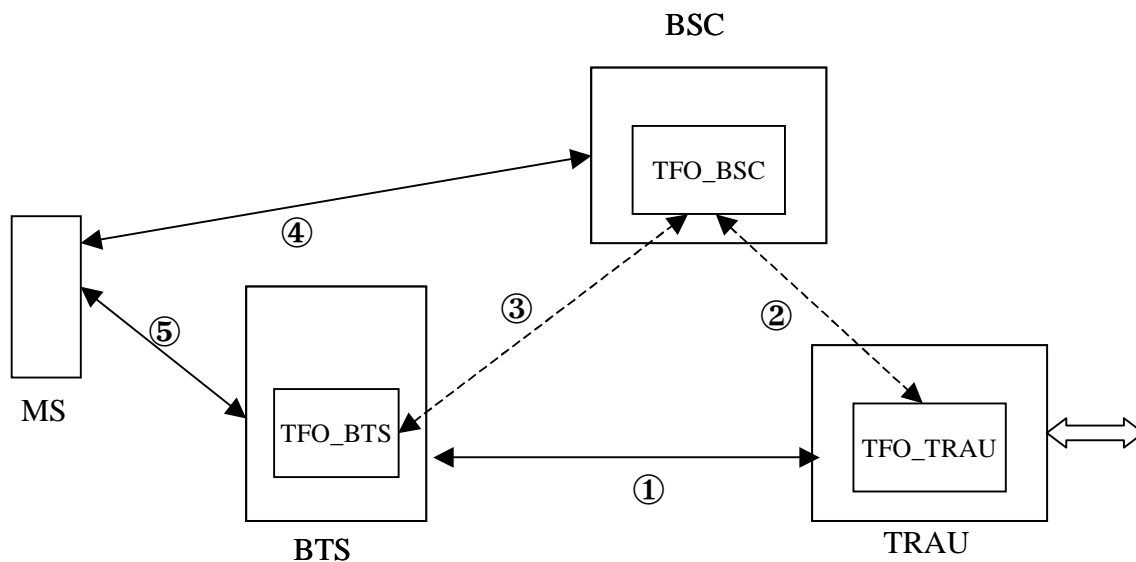 BSC
TFO_BSC
④
③
②
⑤
MS
TFO_BTS
TFO_TRAU
①
BTS
TRAU